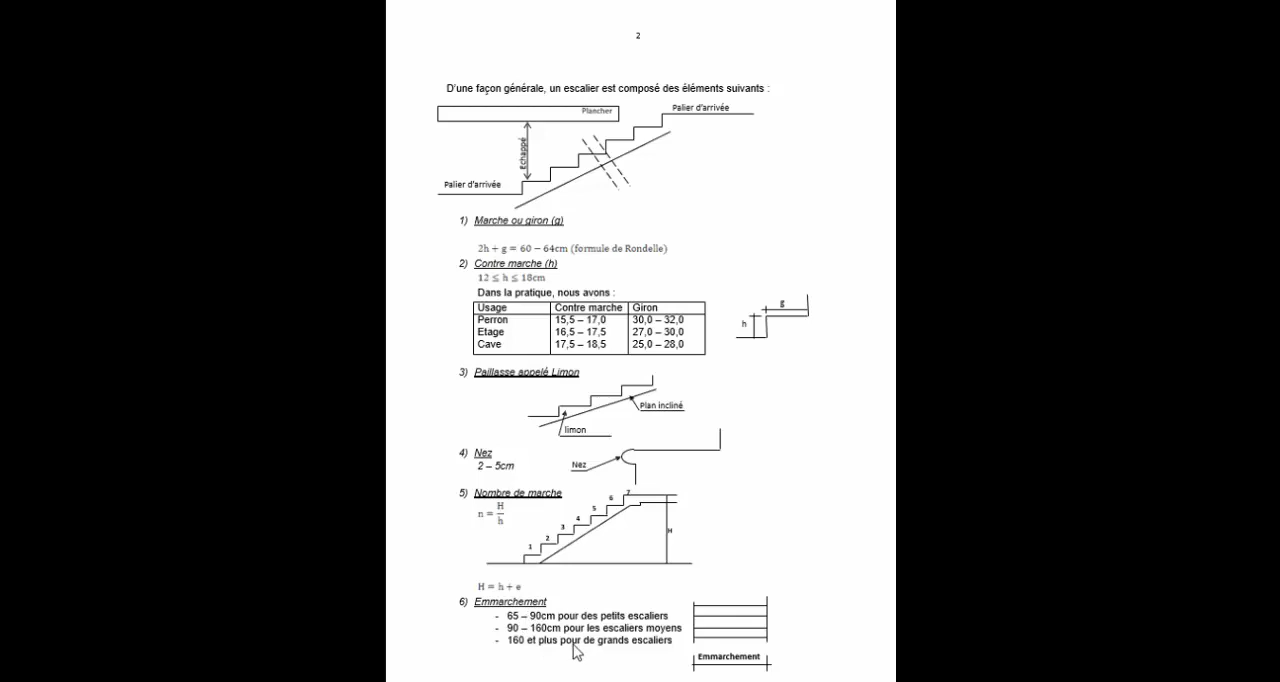 2
D'une façon générale, un escalier est composé des éléments suivants :
Plancher
Palier d'arrivée
Echappé
Palier d'arrivée
1) Marche ou giron (g)
2h + g = 60 – 64cm (formule de Rondelle)
2) Contre marche (h)
12 ≤ h ≤ 18cm
Dans la pratique, nous avons :
Usage Contre marche Giron
Perron 15,5 – 17,0 30,0 – 32,0
Etage 16,5 – 17,5 27,0 – 30,0
Cave 17,5 – 18,5 25,0 – 28,0
g
h
3) Paillasse appelé Limon
Plan incliné
limon
4) Nez
2 – 5cm
Nez
5) Nombre de marche
n = H/h
1 2 3 4 5 6 7
H
H = h + e
6) Emmarchement
- 65 – 90cm pour des petits escaliers
- 90 – 160cm pour les escaliers moyens
- 160 et plus pour de grands escaliers
Emmarchement